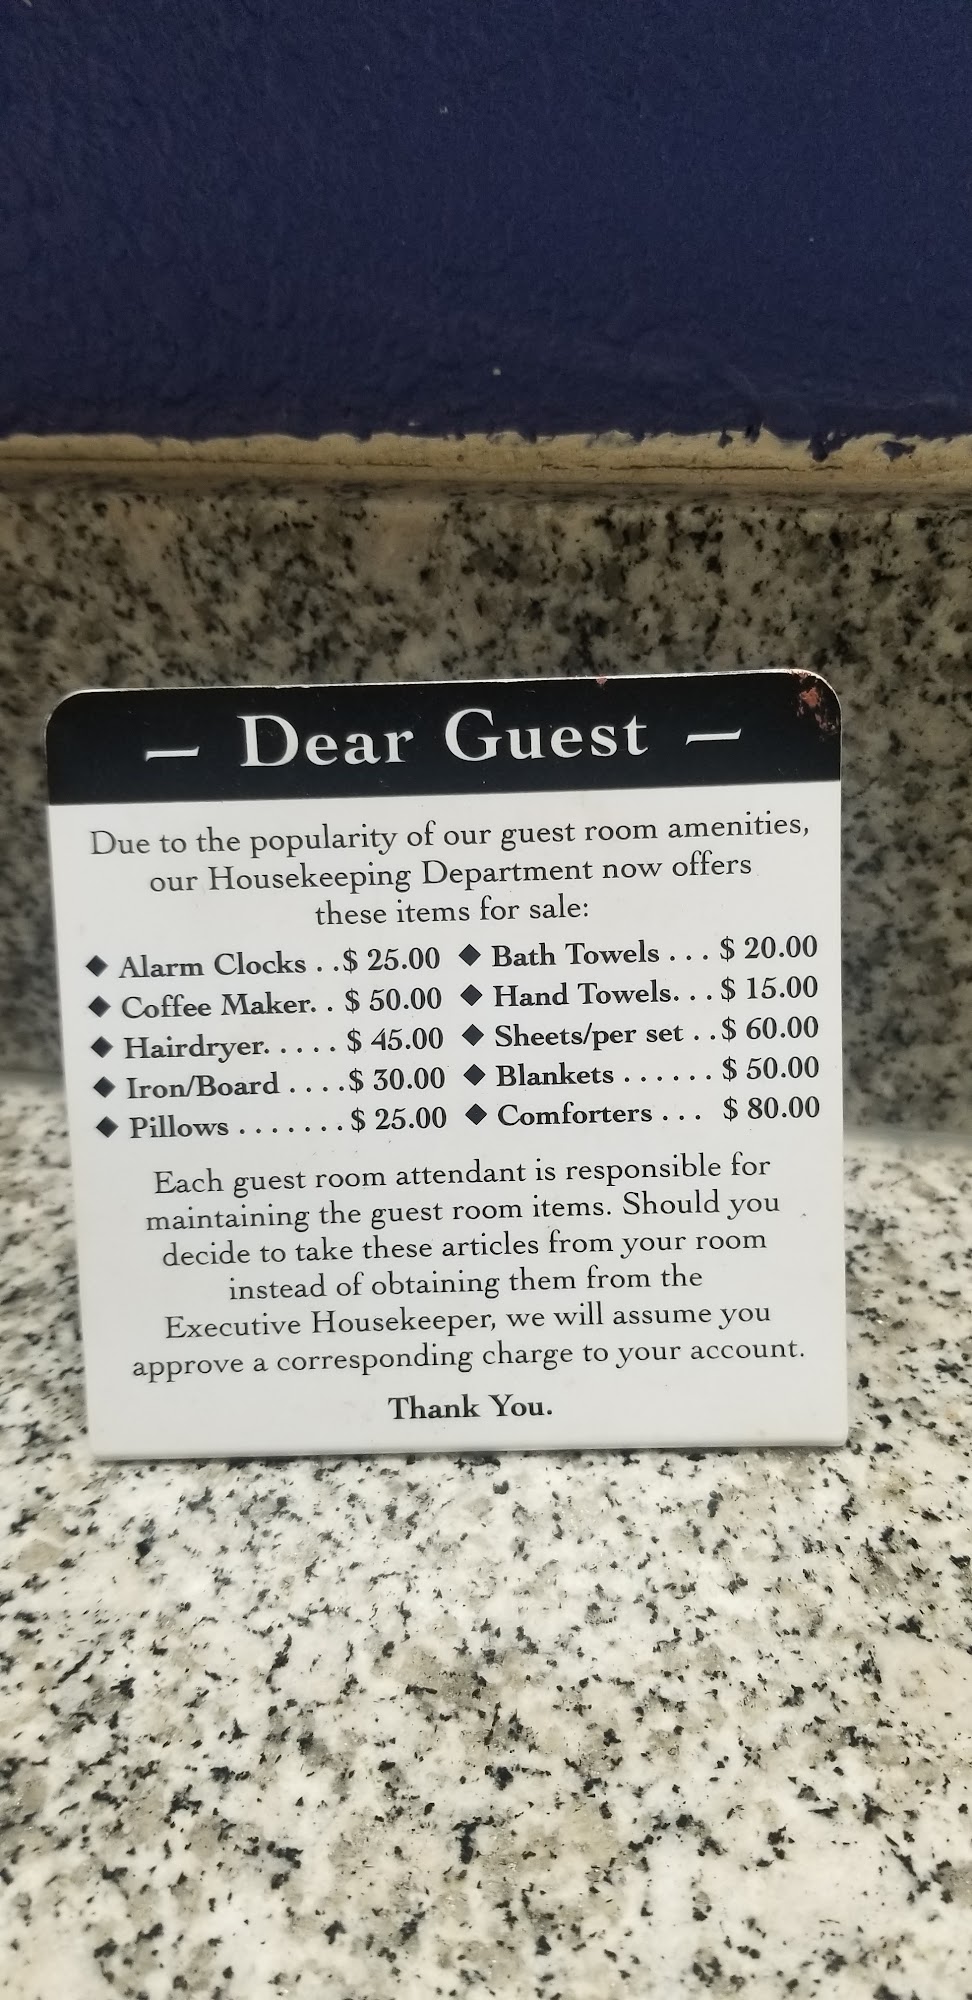 — Dear Guest —
Due to the popularity of our guest room amenities,
our Housekeeping Department now offers
these items for sale:
◆ Alarm Clocks . .$ 25.00 ◆ Bath Towels . . . $ 20.00
◆ Coffee Maker. . $ 50.00 ◆ Hand Towels. . . $ 15.00
◆ Hairdryer. . . . . $ 45.00 ◆ Sheets/per set . . $ 60.00
◆ Iron/Board . . . .$ 30.00 ◆ Blankets . . . . . . $ 50.00
◆ Pillows . . . . . . . $ 25.00 ◆ Comforters . . . $ 80.00
Each guest room attendant is responsible for
maintaining the guest room items. Should you
decide to take these articles from your room
instead of obtaining them from the
Executive Housekeeper, we will assume you
approve a corresponding charge to your account.
Thank You.